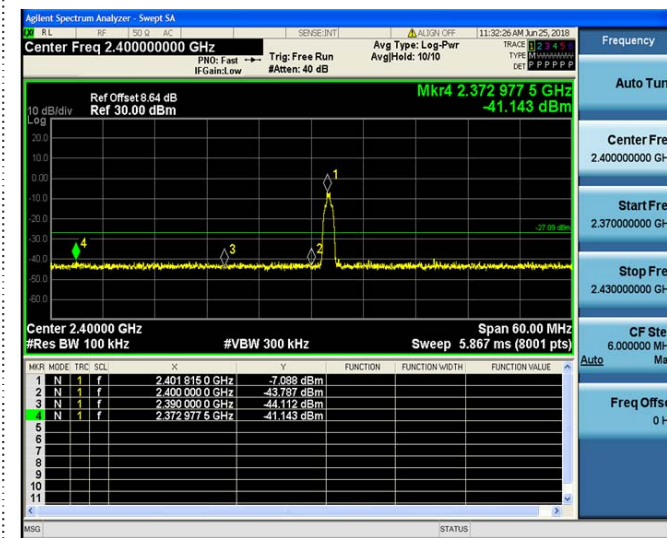 Agilent Spectrum Analyzer - Swept SA
RL RF 50 Ω AC SENSE:INT ALIGN OFF 11:32:26 AM Jun 25, 2018
Center Freq 2.400000000 GHz
PNO: Fast
IFGain:Low
Trig: Free Run
#Atten: 40 dB
Avg Type: Log-Pwr
Avg|Hold: 10/10
TRACE 1 2 3 4 5 6
TYPE MWWWWW
DET P P P P P P
Ref Offset 8.64 dB
Ref 30.00 dBm
10 dB/div
Log
Mkr4 2.372 977 5 GHz
-41.143 dBm
20.0
10.0
0.00
-10.0
-20.0
-30.0
-40.0
-50.0
-60.0
1
2
3
4
-27.09 dBm
Center 2.40000 GHz
Span 60.00 MHz
#Res BW 100 kHz
#VBW 300 kHz
Sweep 5.867 ms (8001 pts)
MKR MODE TRC SCL X Y FUNCTION FUNCTION WIDTH FUNCTION VALUE
1 N 1 f 2.401 815 0 GHz -7.088 dBm
2 N 1 f 2.400 000 0 GHz -43.787 dBm
3 N 1 f 2.390 000 0 GHz -44.112 dBm
4 N 1 f 2.372 977 5 GHz -41.143 dBm
5
6
7
8
9
10
11
MSG
STATUS
Frequency
Auto Tun
Center Fre
2.400000000 GH
Start Fre
2.370000000 GH
Stop Fre
2.430000000 GH
CF Ste
6.000000 MH
Auto Ma
Freq Offse
0 H